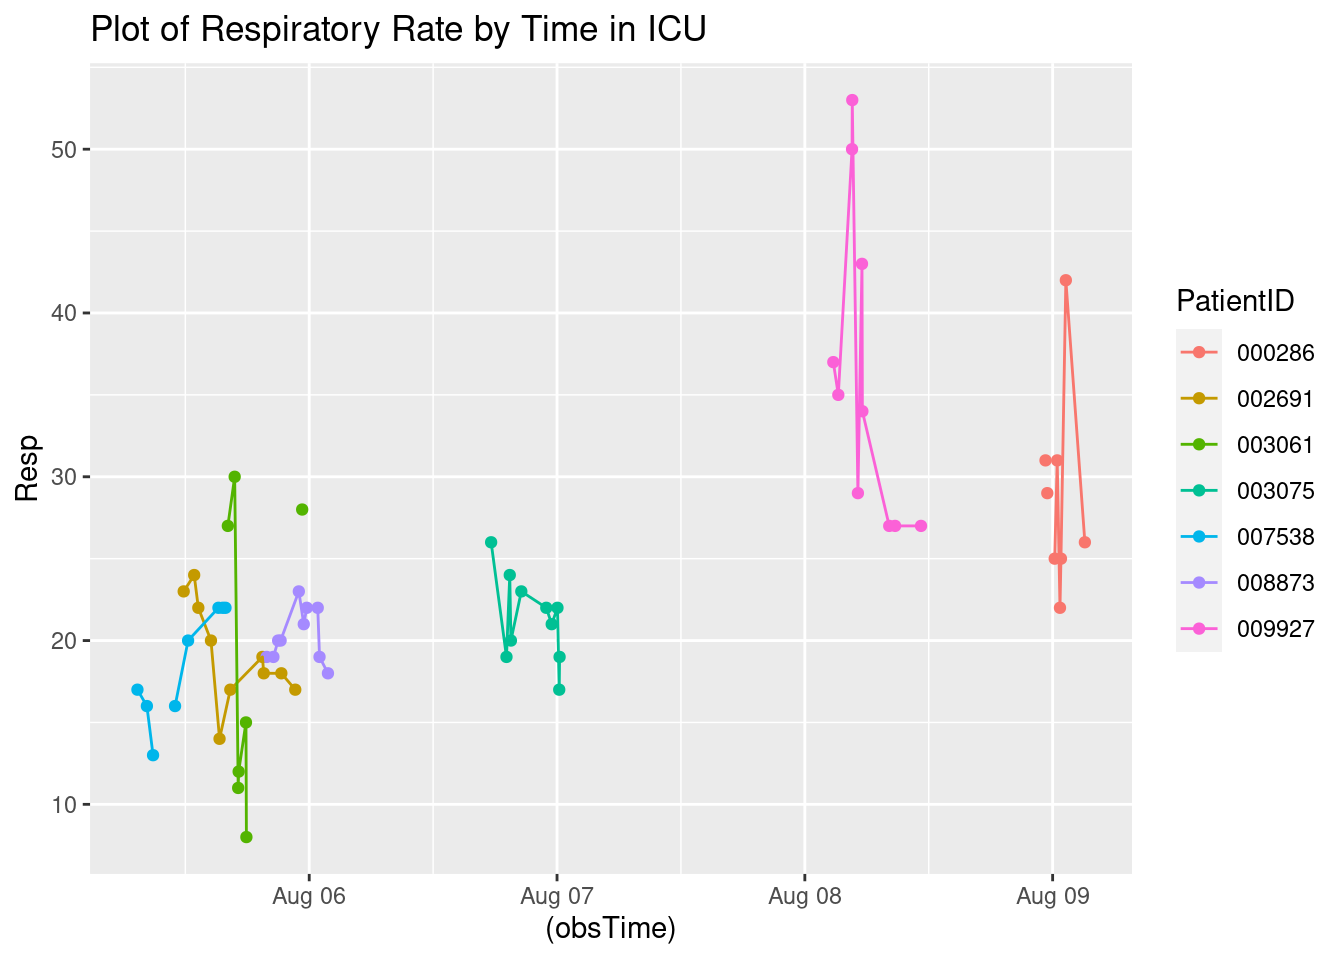 Plot of Respiratory Rate by Time in ICU
Resp
50
40
30
20
10
Aug 06
Aug 07
Aug 08
Aug 09
(obsTime)
PatientID
000286
002691
003061
003075
007538
008873
009927